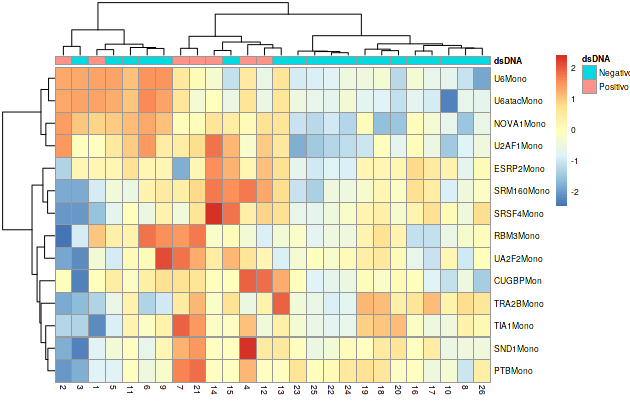 dsDNA
dsDNA
Negativo
Positivo
2
1
0
-1
-2
U6Mono
U6atacMono
NOVA1Mono
U2AF1Mono
ESRP2Mono
SRM160Mono
SRSF4Mono
RBM3Mono
UA2F2Mono
CUGBPMon
TRA2BMono
TIA1Mono
SND1Mono
PTBMono
2 3 1 5 11 6 9 7 21 14 15 4 12 13 23 25 22 24 19 18 20 16 17 10 8 26